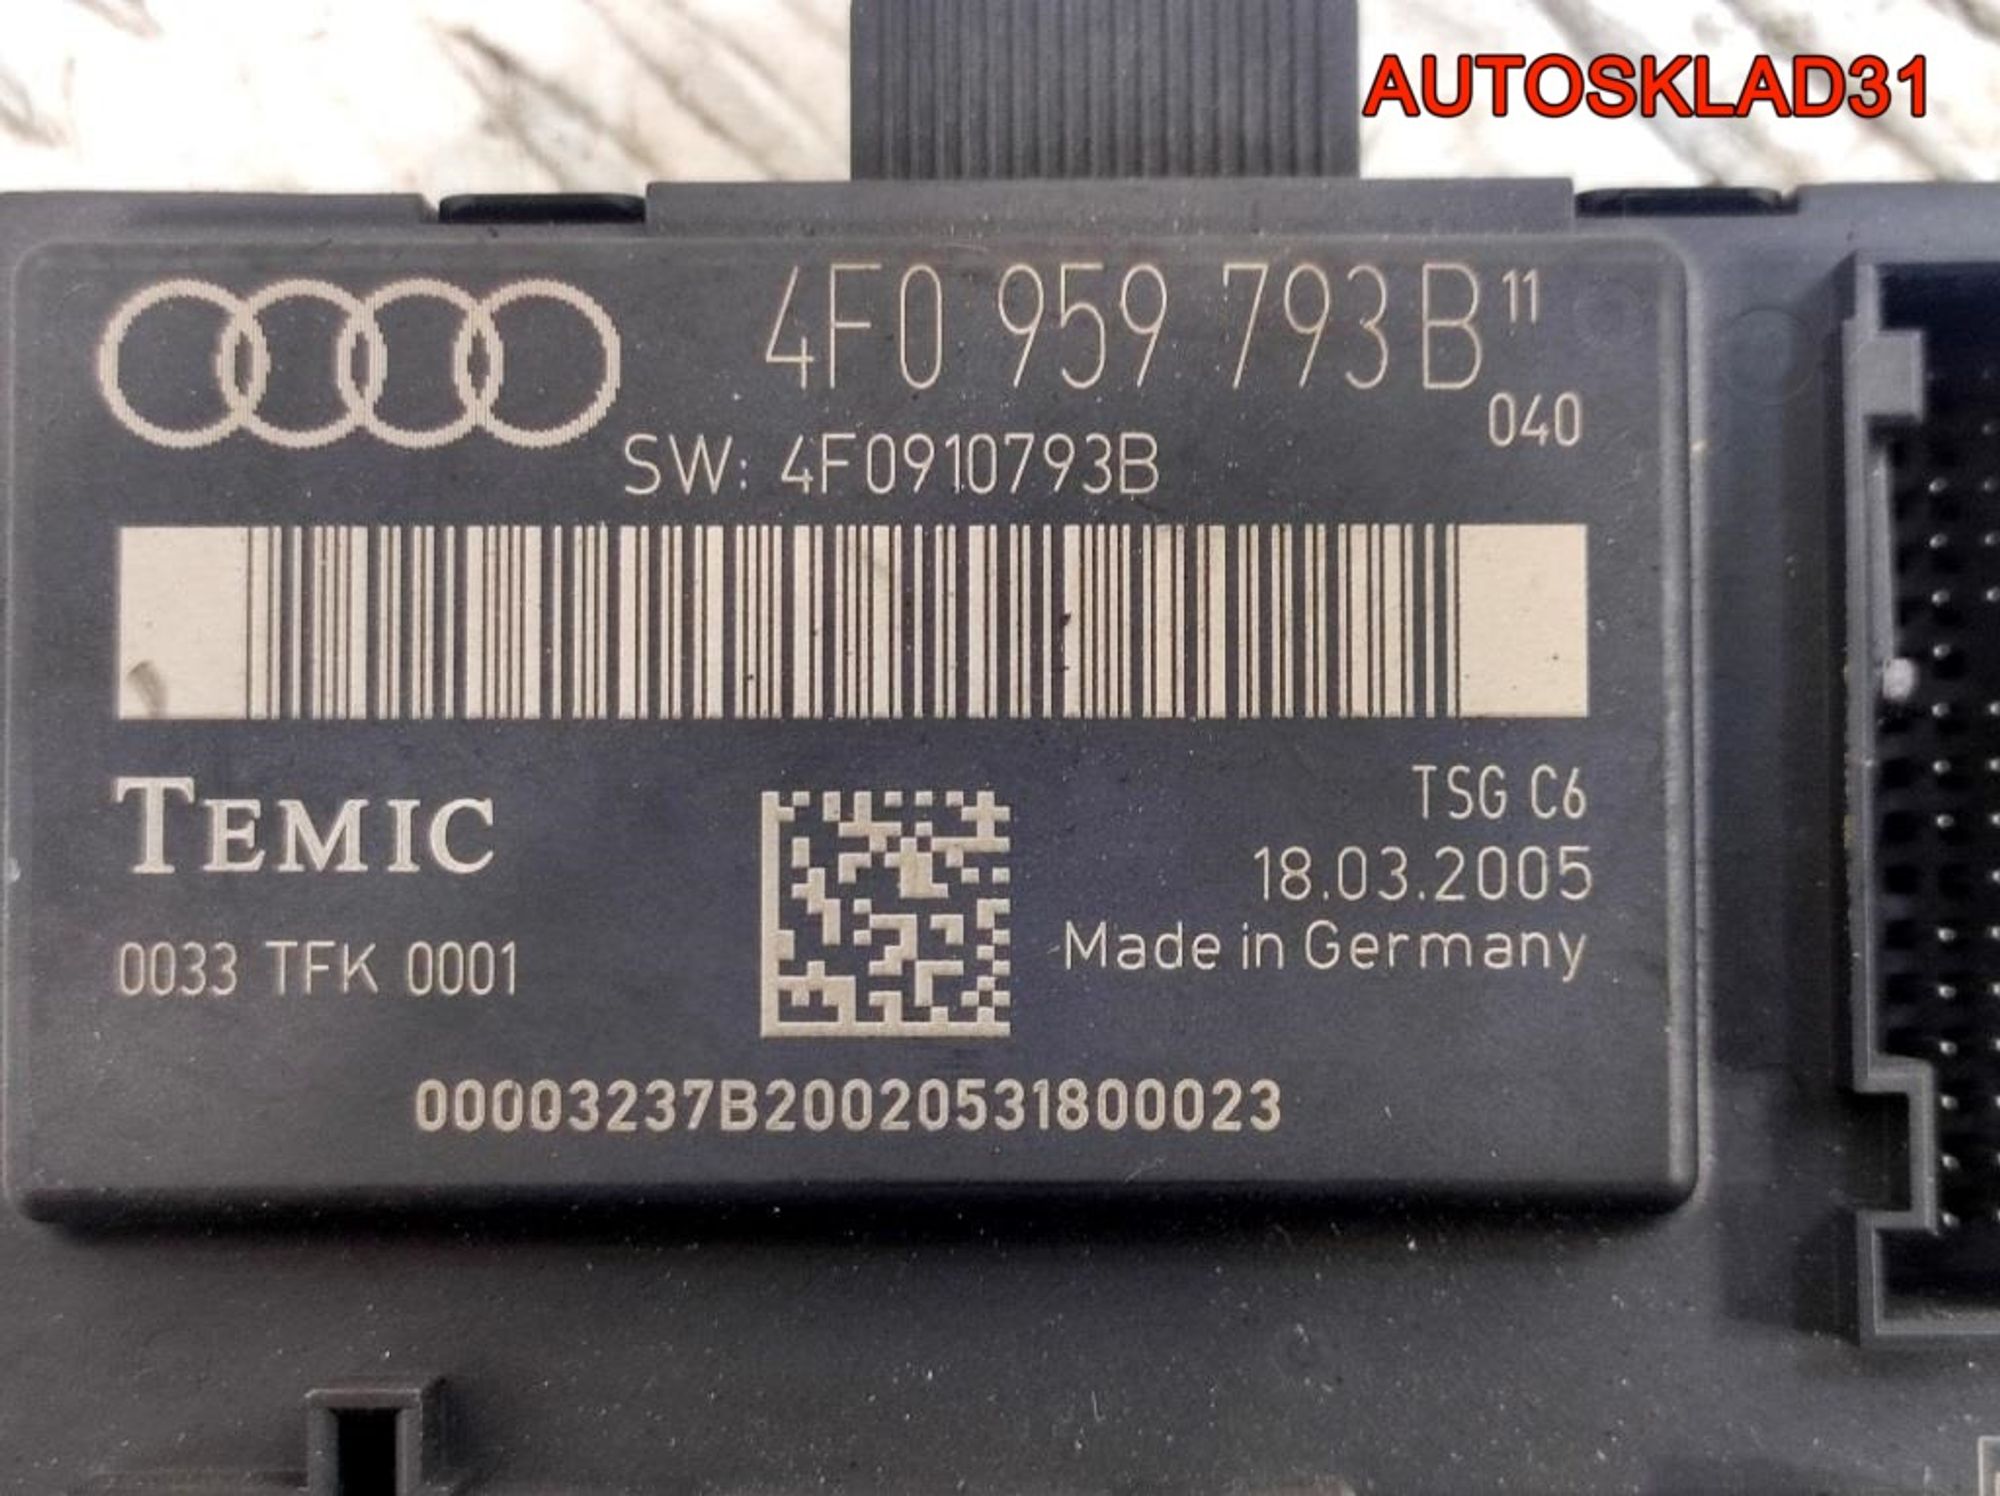 AUTOSKLAD31
4F0 959 793 B 11
040
SW: 4F0910793B
TEMIC
TSG C6
18.03.2005
0033 TFK 0001
Made in Germany
00003237B20020531800023